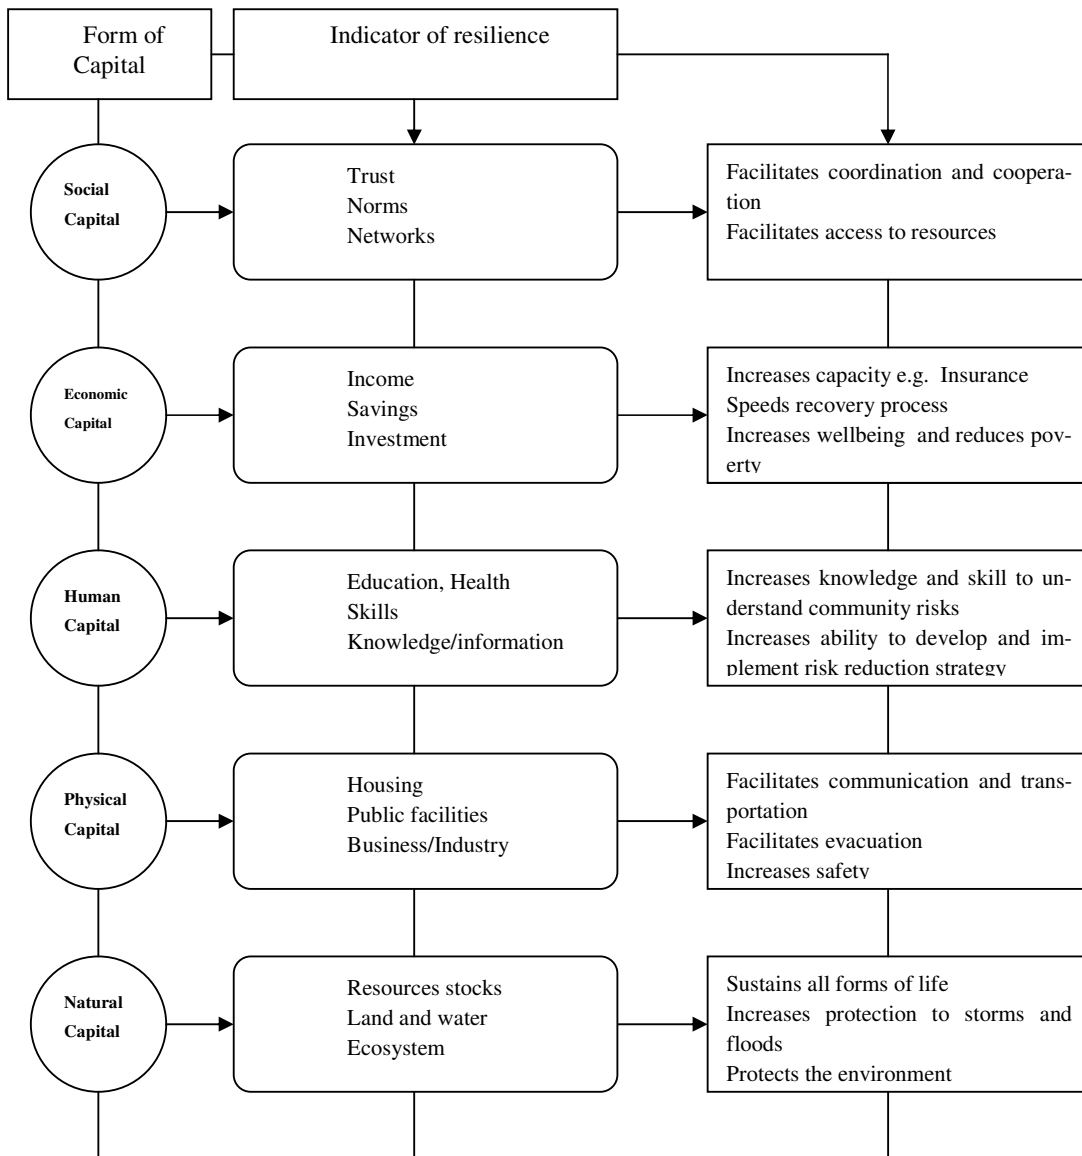 Form of
Capital
Indicator of resilience
Social
Capital
Trust
Norms
Networks
Facilitates coordination and coopera-
tion
Facilitates access to resources
Economic
Capital
Income
Savings
Investment
Increases capacity e.g. Insurance
Speeds recovery process
Increases wellbeing and reduces pov-
erty
Human
Capital
Education, Health
Skills
Knowledge/information
Increases knowledge and skill to un-
derstand community risks
Increases ability to develop and im-
plement risk reduction strategy
Physical
Capital
Housing
Public facilities
Business/Industry
Facilitates communication and trans-
portation
Facilitates evacuation
Increases safety
Natural
Capital
Resources stocks
Land and water
Ecosystem
Sustains all forms of life
Increases protection to storms and
floods
Protects the environment